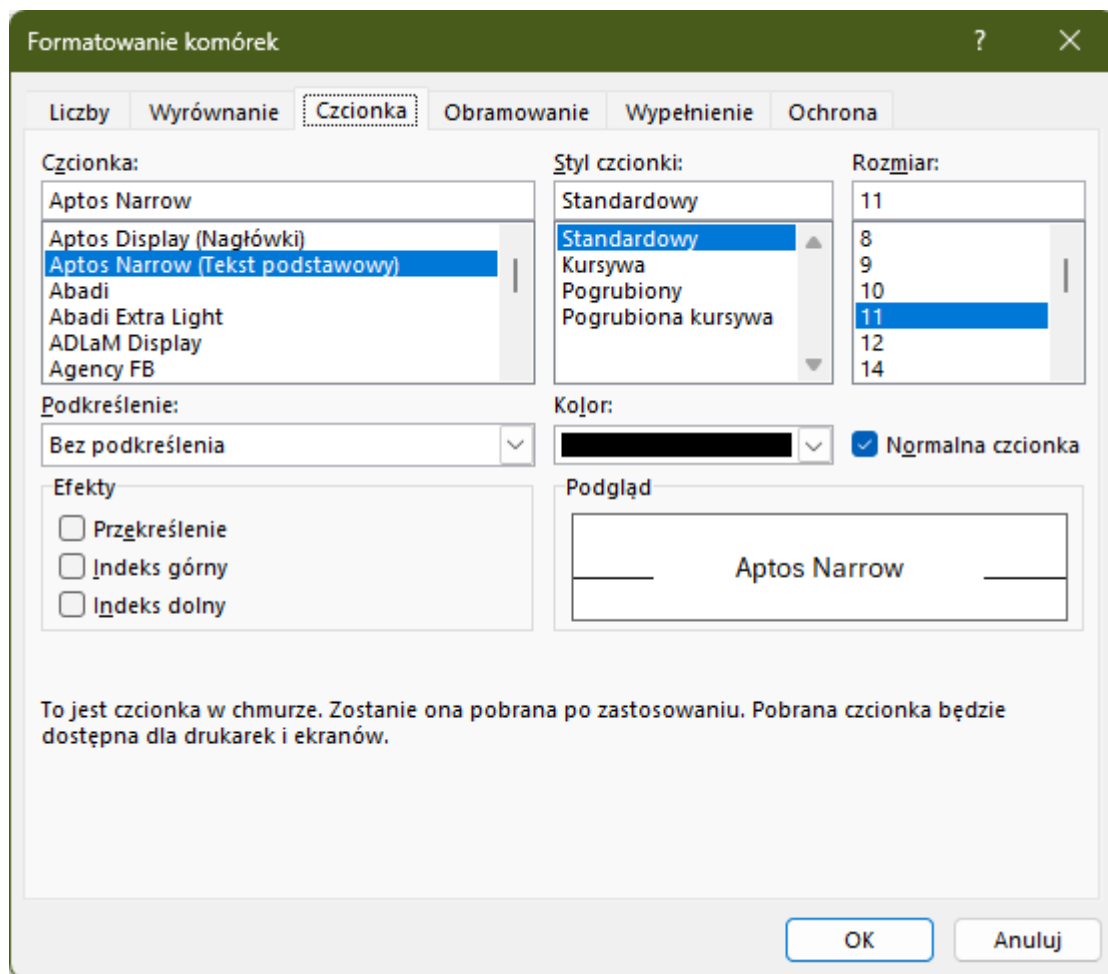 Formatowanie komórek
?
Liczby Wyrównanie Czcionka Obramowanie Wypełnienie Ochrona
Czcionka:
Aptos Narrow
Aptos Display (Nagłówki)
Aptos Narrow (Tekst podstawowy)
Abadi
Abadi Extra Light
ADLaM Display
Agency FB
Styl czcionki:
Standardowy
Standardowy
Kursywa
Pogrubiony
Pogrubiona kursywa
Rozmiar:
11
8
9
10
11
12
14
Podkreślenie:
Bez podkreślenia
Kolor:
Normalna czcionka
Efekty
Przekreślenie
Indeks górny
Indeks dolny
Podgląd
Aptos Narrow
To jest czcionka w chmurze. Zostanie ona pobrana po zastosowaniu. Pobrana czcionka będzie
dostępna dla drukarek i ekranów.
OK Anuluj